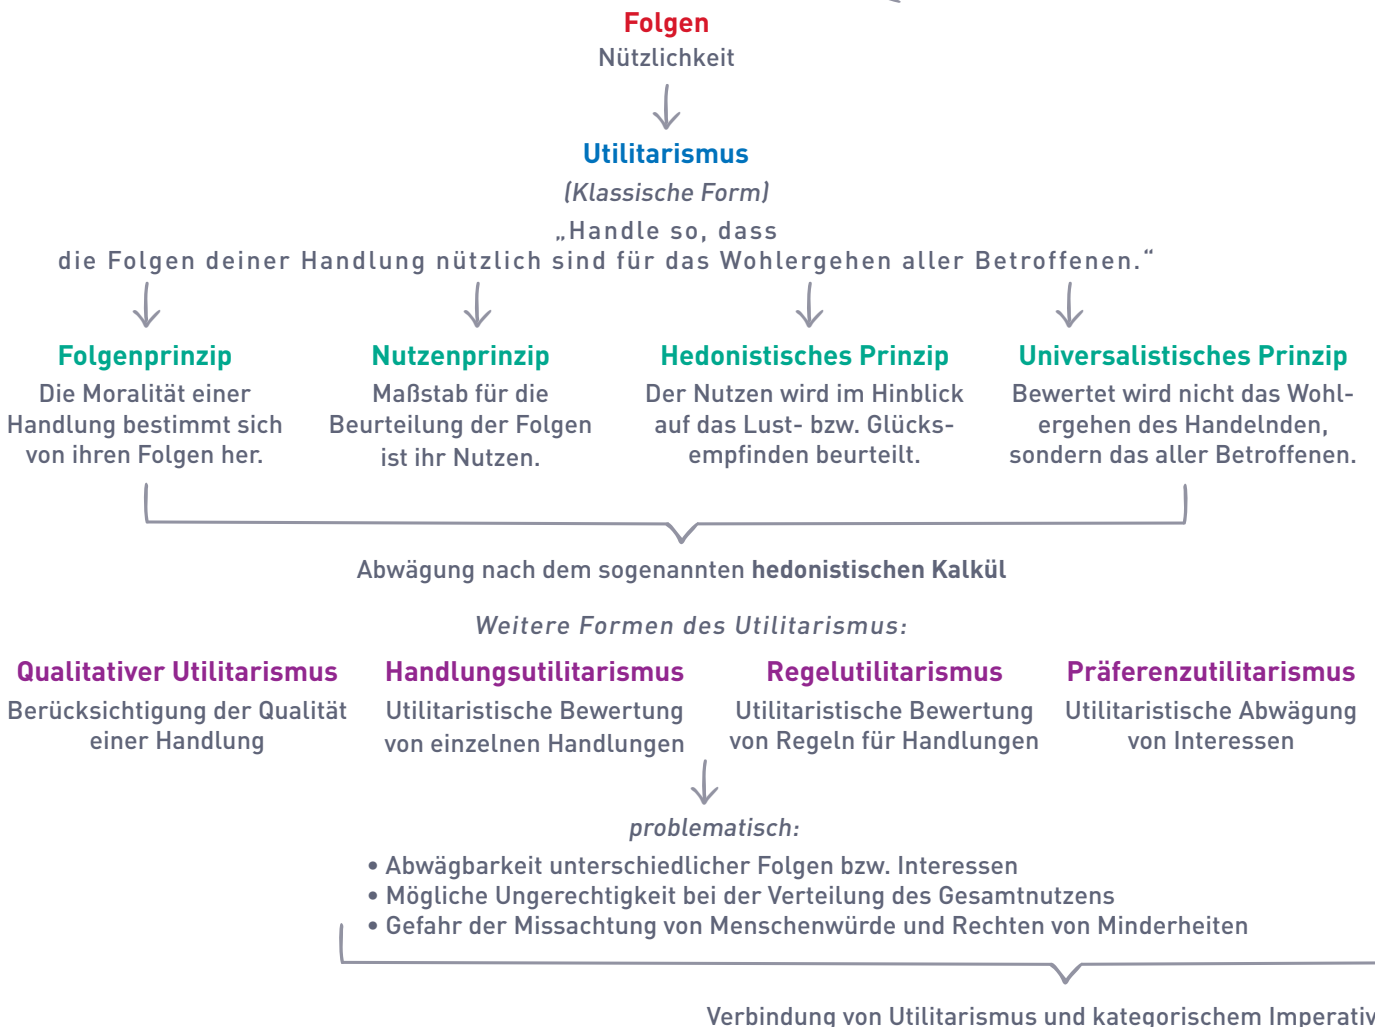 Folgen
Nützlichkeit
Utilitarismus
(Klassische Form)
„Handle so, dass
die Folgen deiner Handlung nützlich sind für das Wohlergehen aller Betroffenen.“
Folgenprinzip
Die Moralität einer
Handlung bestimmt sich
von ihren Folgen her.
Nutzenprinzip
Maßstab für die
Beurteilung der Folgen
ist ihr Nutzen.
Hedonistisches Prinzip
Der Nutzen wird im Hinblick
auf das Lust- bzw. Glücks-
empfinden beurteilt.
Universalistisches Prinzip
Bewertet wird nicht das Wohl-
ergehen des Handelnden,
sondern das aller Betroffenen.
Abwägung nach dem sogenannten hedonistischen Kalkül
Weitere Formen des Utilitarismus:
Qualitativer Utilitarismus
Berücksichtigung der Qualität
einer Handlung
Handlungsutilitarismus
Utilitaristische Bewertung
von einzelnen Handlungen
Regelutilitarismus
Utilitaristische Bewertung
von Regeln für Handlungen
Präferenzutilitarismus
Utilitaristische Abwägung
von Interessen
problematisch:
• Abwägbarkeit unterschiedlicher Folgen bzw. Interessen
• Mögliche Ungerechtigkeit bei der Verteilung des Gesamtnutzens
• Gefahr der Missachtung von Menschenwürde und Rechten von Minderheiten
Verbindung von Utilitarismus und kategorischem Imperativ